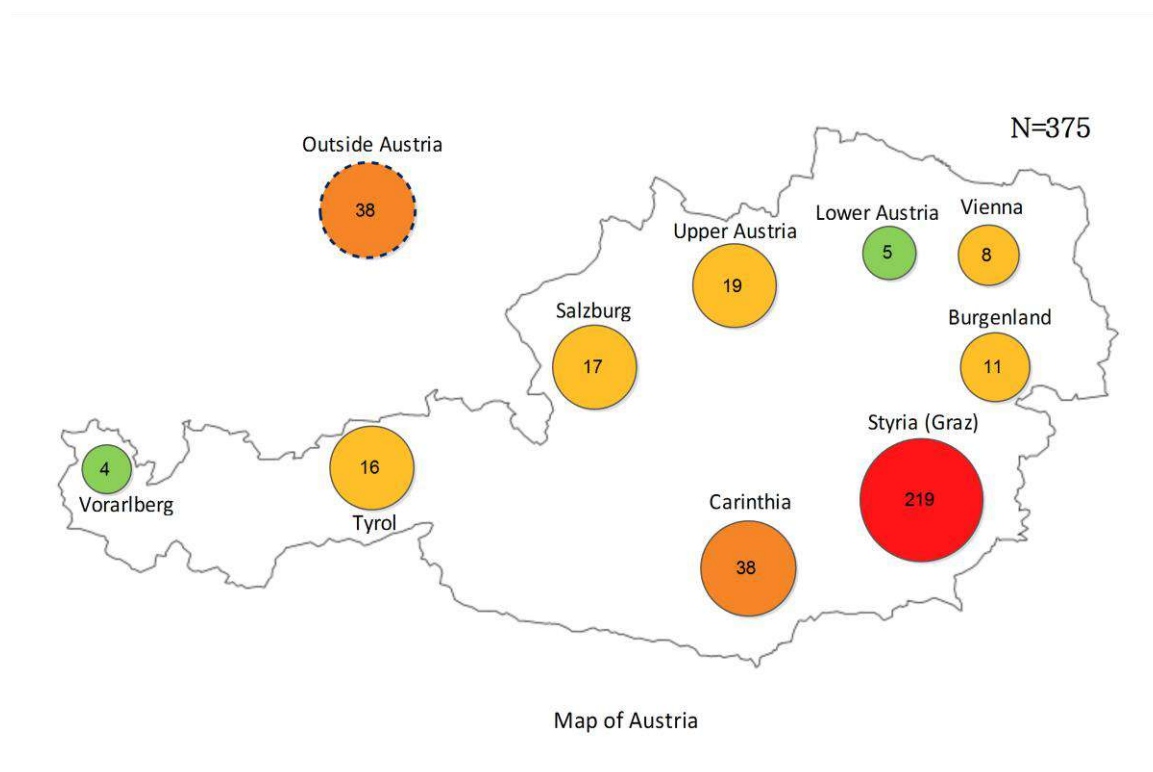 N=375
Outside Austria
38
Lower Austria
5
Vienna
8
Upper Austria
19
Salzburg
17
Burgenland
11
Styria (Graz)
219
4
Vorarlberg
16
Tyrol
Carinthia
38
Map of Austria